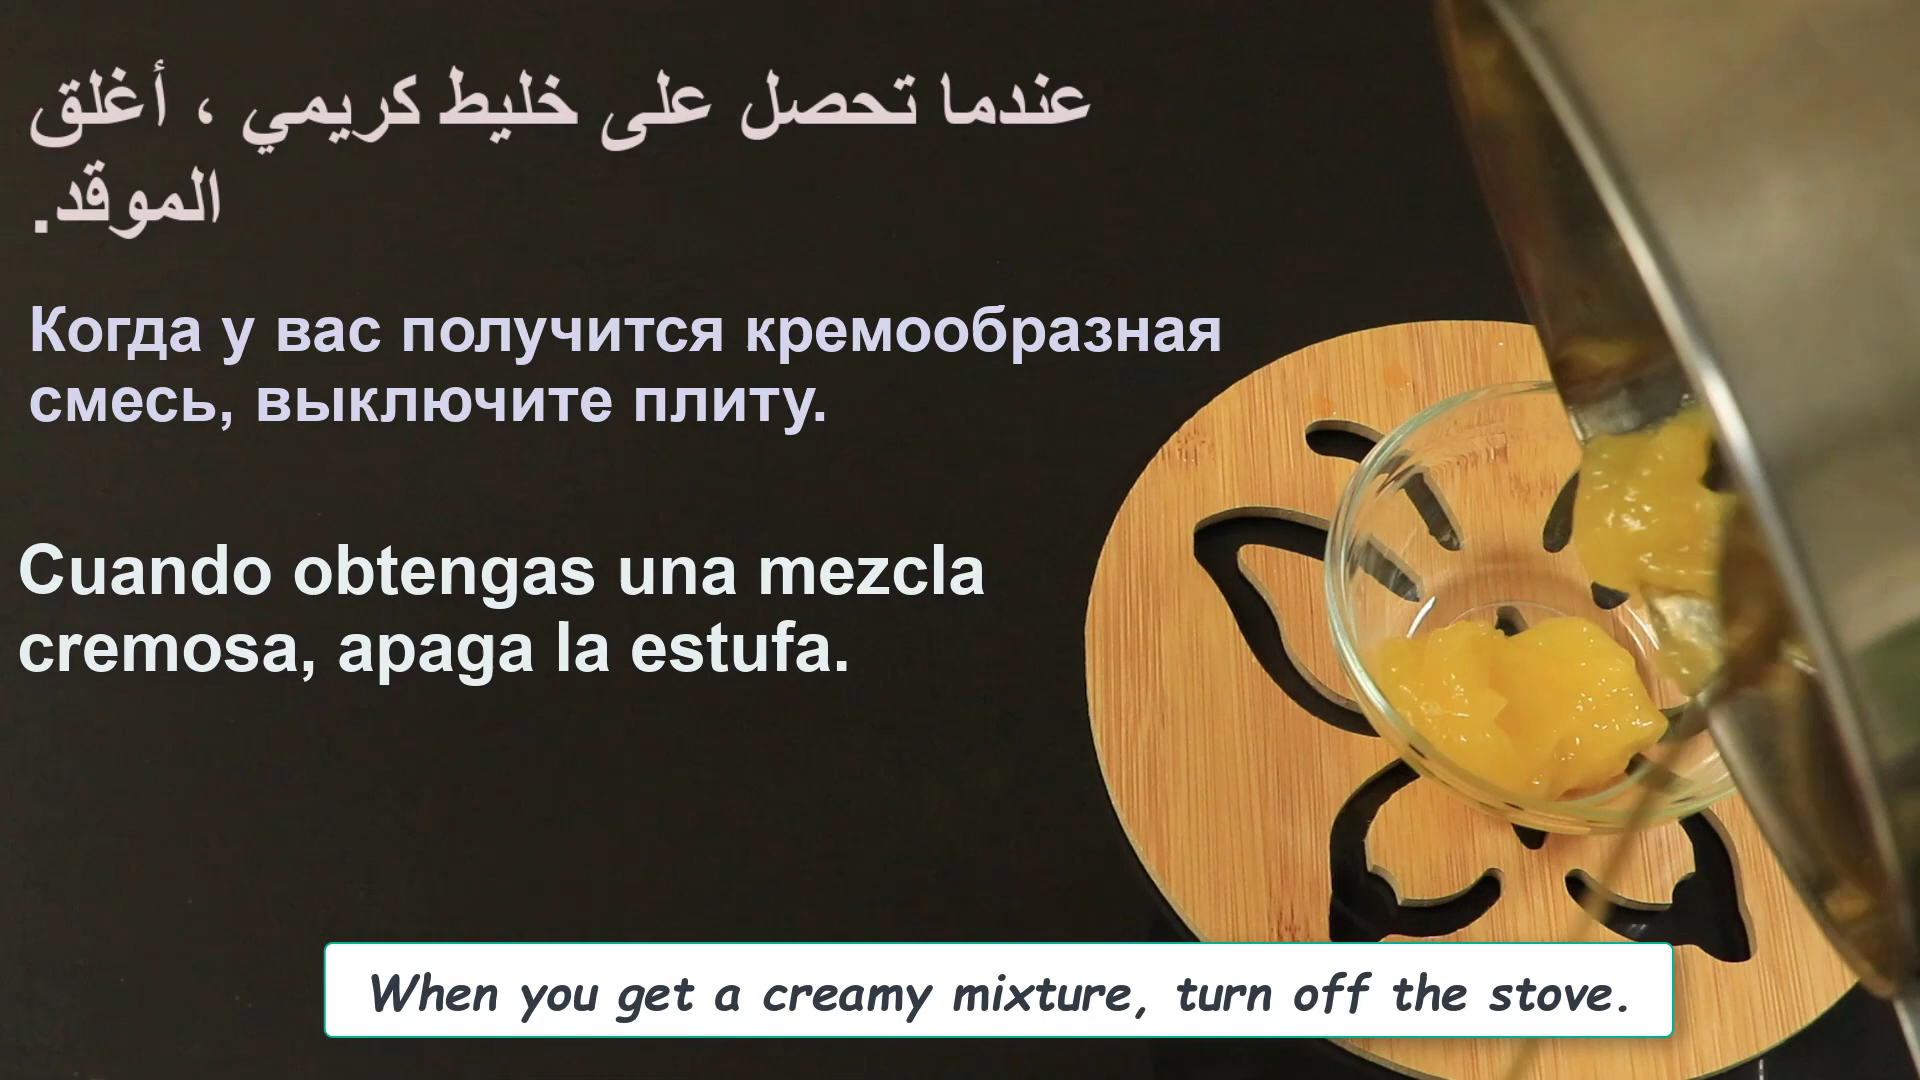 عندما تحصل على خليط كريمي ، أغلق
الموقد.
Когда у вас получится кремообразная
смесь, выключите плиту.
Cuando obtengas una mezcla
cremosa, apaga la estufa.
When you get a creamy mixture, turn off the stove.